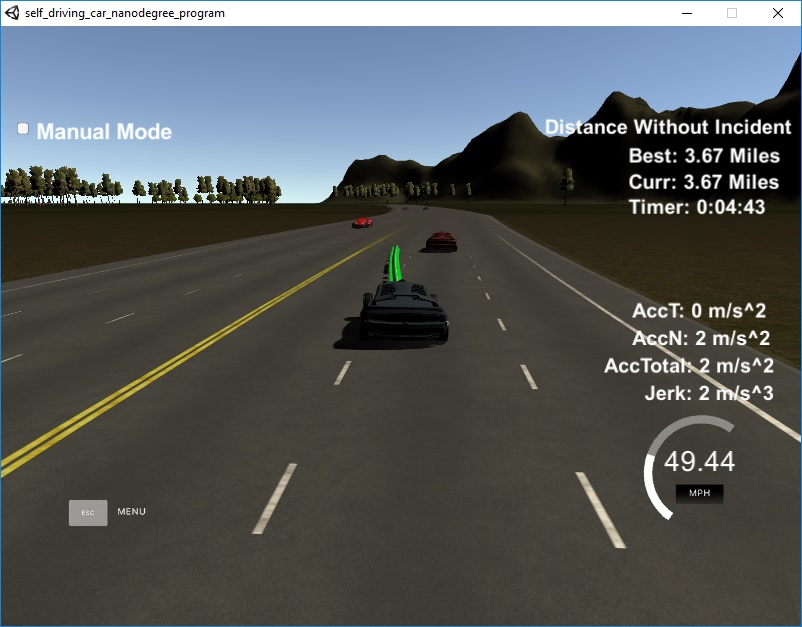 self_driving_car_nanodegree_program
Manual Mode
Distance Without Incident
Best: 3.67 Miles
Curr: 3.67 Miles
Timer: 0:04:43
AccT: 0 m/s^2
AccN: 2 m/s^2
AccTotal: 2 m/s^2
Jerk: 2 m/s^3
49.44
MPH
ESC MENU